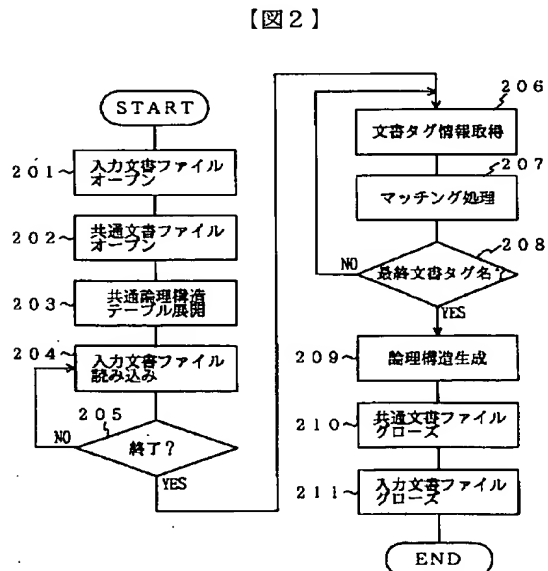 【図2】
START
201
入力文書ファイル
オープン
202
共通文書ファイル
オープン
203
共通論理構造
テーブル展開
204
入力文書ファイル
読み込み
205
終了?
NO
YES
206
文書タグ情報取得
207
マッチング処理
208
最終文書タグ名?
NO
YES
209
論理構造生成
210
共通文書ファイル
クローズ
211
入力文書ファイル
クローズ
END